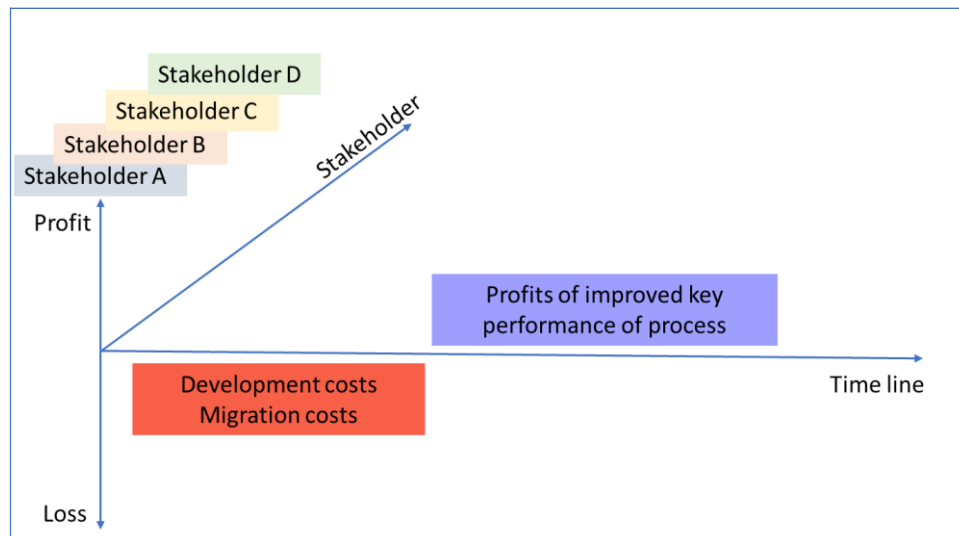 Stakeholder D
Stakeholder C
Stakeholder B
Stakeholder A
Stakeholder
Profit
Profits of improved key
performance of process
Development costs
Migration costs
Time line
Loss